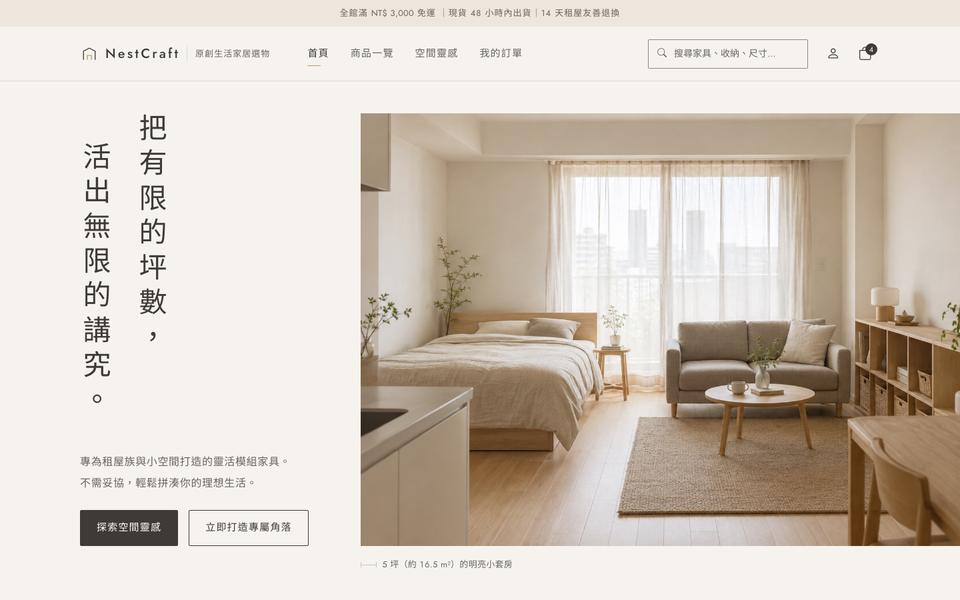 全館滿 NT$ 3,000 免運 ｜現貨 48 小時內出貨｜14 天租屋友善退換
NestCraft 原創生活家居選物
首頁 商品一覽 空間靈感 我的訂單
搜尋家具、收納、尺寸...
4
把有限的坪數，
活出無限的講究。
專為租屋族與小空間打造的靈活模組家具。
不需妥協，輕鬆拼湊你的理想生活。
探索空間靈感 立即打造專屬角落
5 坪（約 16.5 m²）的明亮小套房